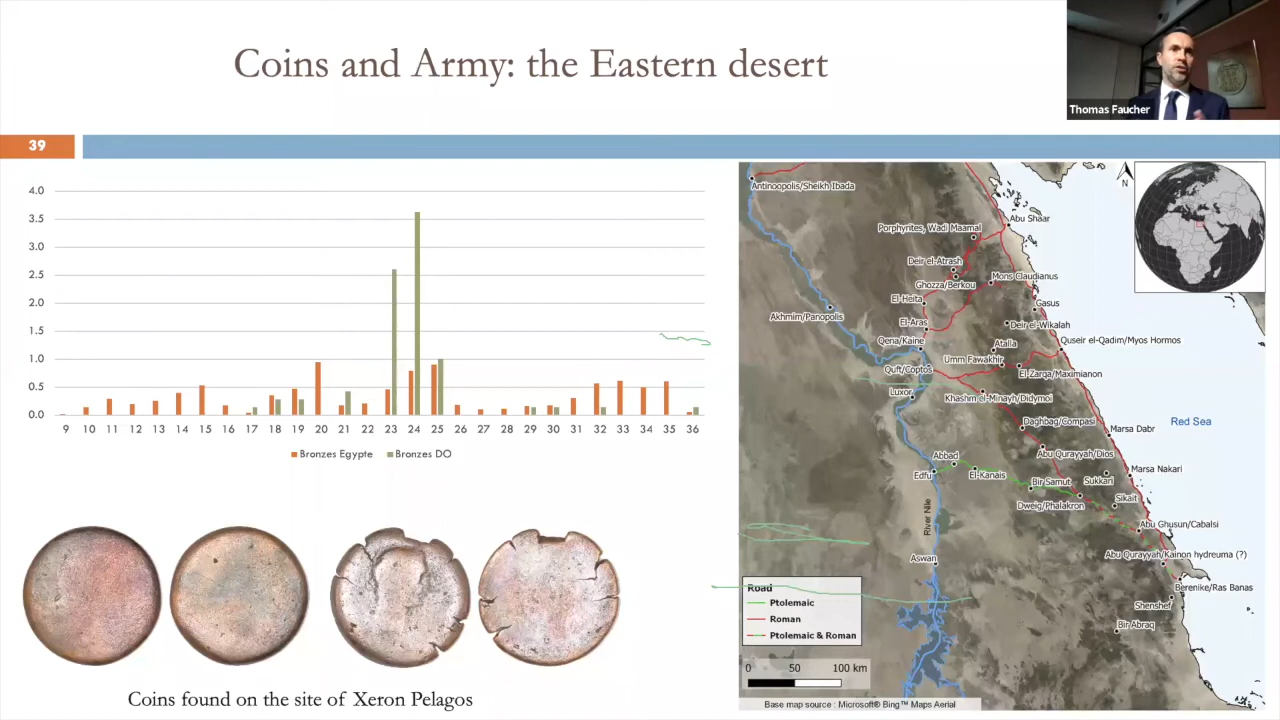 Coins and Army: the Eastern desert
Thomas Faucher
39
4.0
3.5
3.0
2.5
2.0
1.5
1.0
0.5
0.0
9 10 11 12 13 14 15 16 17 18 19 20 21 22 23 24 25 26 27 28 29 30 31 32 33 34 35 36
Bronzes Egypte Bronzes DO
Coins found on the site of Xeron Pelagos
N
Antinoopolis/Sheikh Ibada
Abu Shaar
Porphyrites, Wadi Maamal
Deir el-Atrash
Mons Claudianus
Ghozza/Berkou
El-Heita
Gasus
Akhmim/Panopolis
El-Aras
Deir el-Wikalah
Qena/Kaine
Atalla
Quseir el-Qadim/Myos Hormos
Umm Fawakhir
Quft/Coptos
El-Zarqa/Maximianon
Luxor
Khashm el-Minayh/Didymoi
Daghbag/Compasi
Red Sea
Marsa Dabr
Abbad
Abu Qurayyah/Dios
Edfu
El-Kanais
Marsa Nakari
Bir Samut
Sukkari
Sikait
Dweig/Phalakron
River Nile
Abu Ghusun/Cabalsi
Aswan
Abu Qurayyah/Kainon hydreuma (?)
Berenike/Ras Banas
Shenshef
Bir Abraq
Road
Ptolemaic
Roman
Ptolemaic & Roman
0 50 100 km
Base map source : Microsoft® Bing™ Maps Aerial